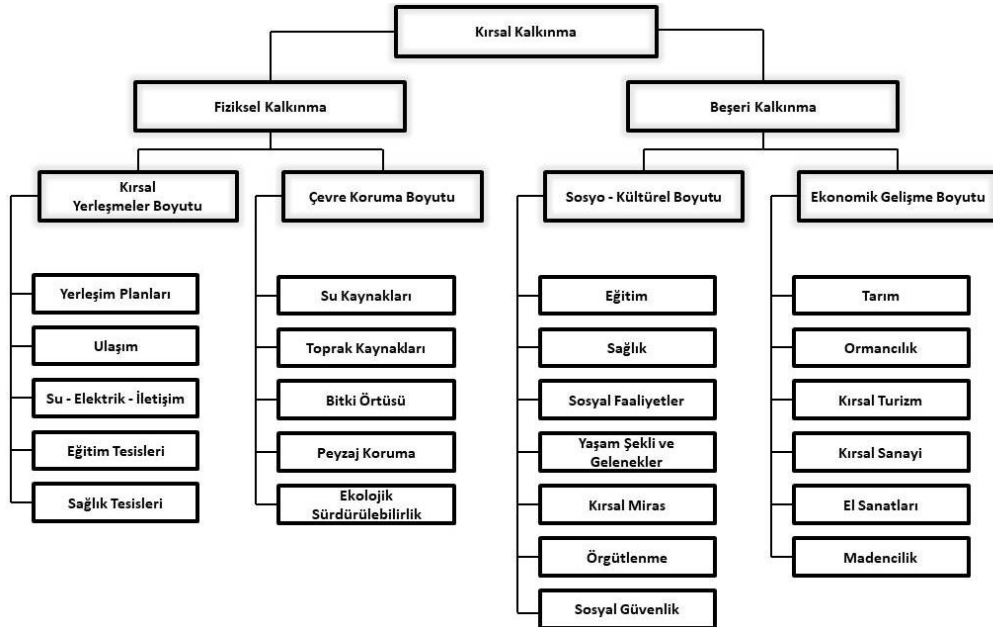 Kırsal Kalkınma
Fiziksel Kalkınma
Beşeri Kalkınma
Kırsal
Yerleşmeler Boyutu
Çevre Koruma Boyutu
Sosyo - Kültürel Boyutu
Ekonomik Gelişme Boyutu
Yerleşim Planları
Ulaşım
Su - Elektrik - İletişim
Eğitim Tesisleri
Sağlık Tesisleri
Su Kaynakları
Toprak Kaynakları
Bitki Örtüsü
Peyzaj Koruma
Ekolojik
Sürdürülebilirlik
Eğitim
Sağlık
Sosyal Faaliyetler
Yaşam Şekli ve
Gelenekler
Kırsal Miras
Örgütlenme
Sosyal Güvenlik
Tarım
Ormancılık
Kırsal Turizm
Kırsal Sanayi
El Sanatları
Madencilik